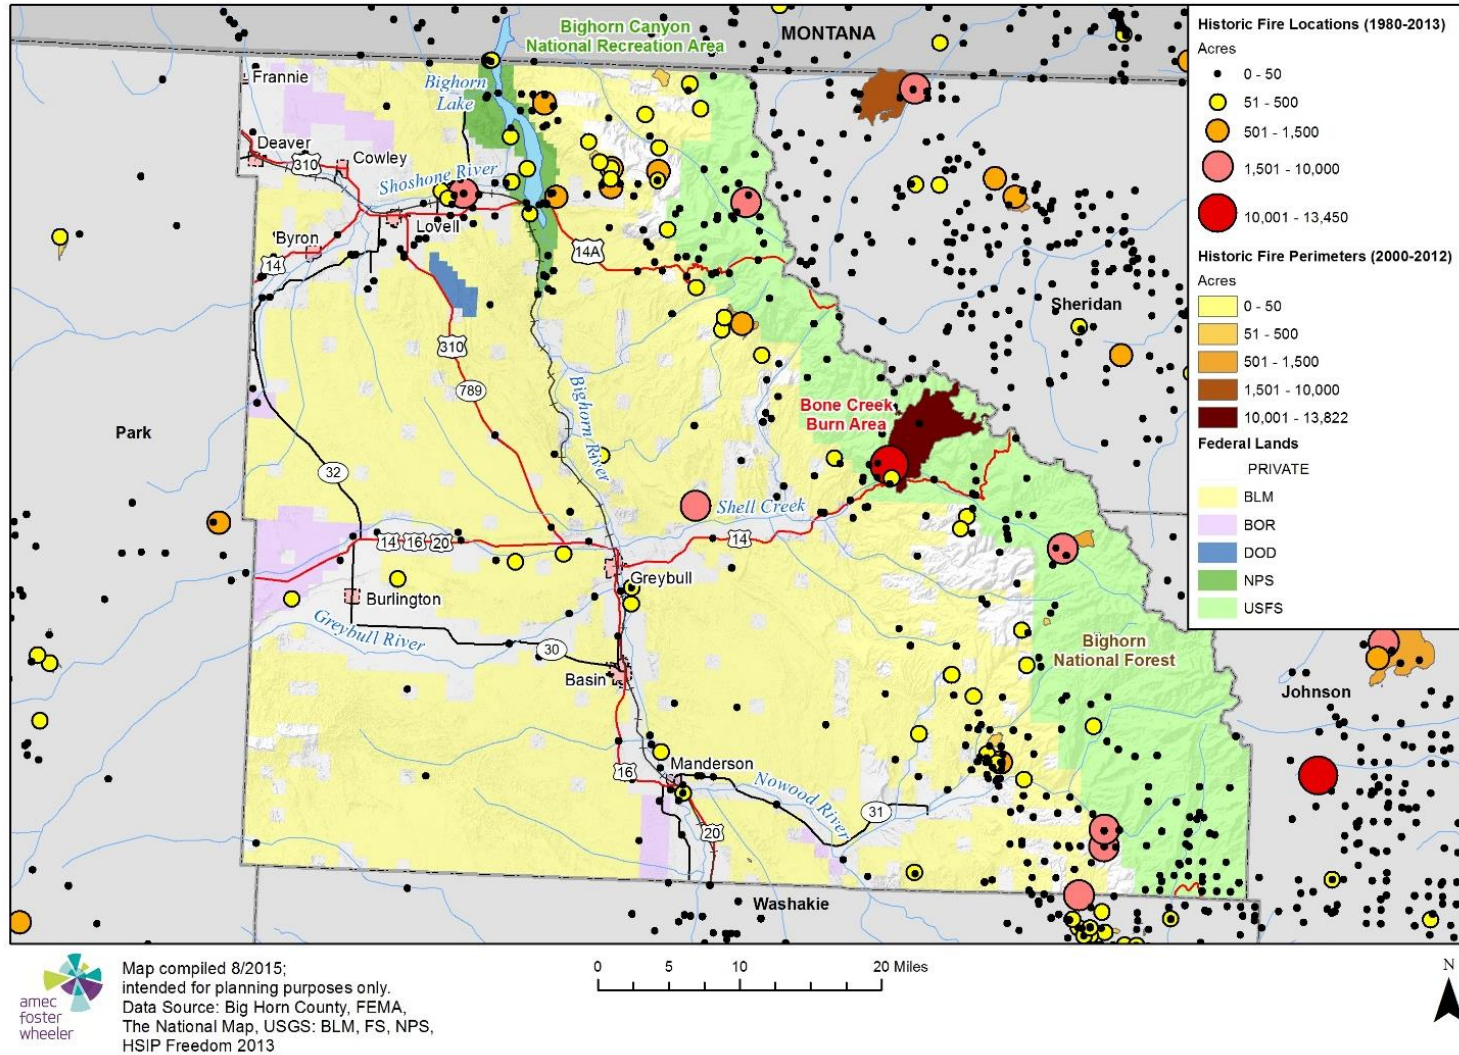 Bighorn Canyon
National Recreation Area
MONTANA
Frannie
Bighorn
Lake
Deaver
310
Cowley
Shoshone River
Lovell
Byron
14
14A
310
789
Bighorn River
Sheridan
Bone Creek
Burn Area
Park
32
Shell Creek
14
16
20
14
Greybull
Burlington
Greybull River
30
Basin
Bighorn
National Forest
Johnson
16
Manderson
Nowood River
31
20
Washakie
Historic Fire Locations (1980-2013)
Acres
0 - 50
51 - 500
501 - 1,500
1,501 - 10,000
10,001 - 13,450
Historic Fire Perimeters (2000-2012)
Acres
0 - 50
51 - 500
501 - 1,500
1,501 - 10,000
10,001 - 13,822
Federal Lands
PRIVATE
BLM
BOR
DOD
NPS
USFS
amec
foster
wheeler
Map compiled 8/2015;
intended for planning purposes only.
Data Source: Big Horn County, FEMA,
The National Map, USGS: BLM, FS, NPS,
HSIP Freedom 2013
0 5 10 20 Miles
N